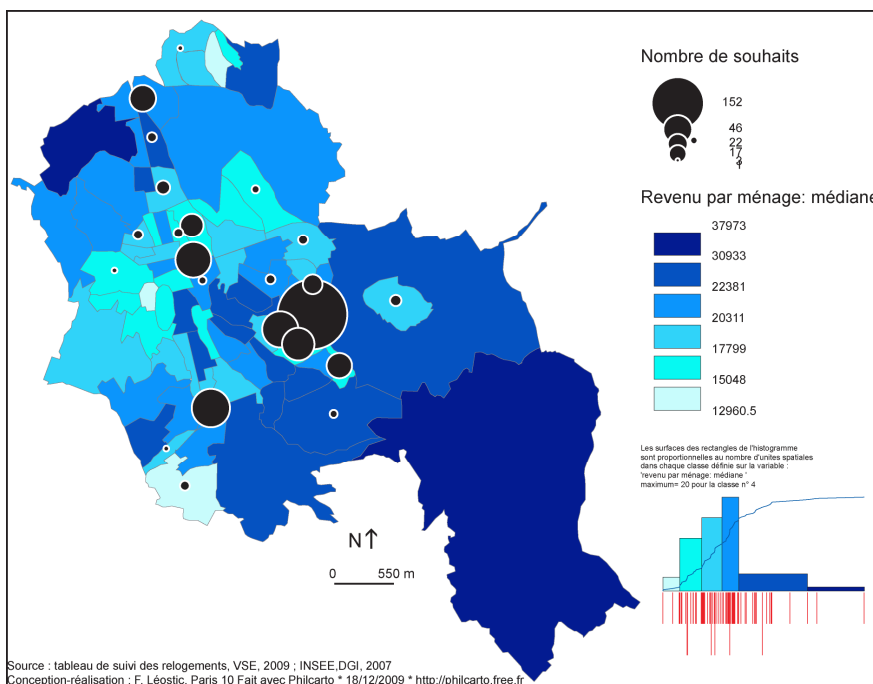 Nombre de souhaits
152
46
22
17
3
1
Revenu par ménage: médiane
37973
30933
22381
20311
17799
15048
12960.5
Les surfaces des rectangles de l'histogramme
sont proportionnelles au nombre d'unites spatiales
dans chaque classe définie sur la variable :
'revenu par ménage: médiane '
maximum= 20 pour la classe n° 4
N↑
0 550 m
Source : tableau de suivi des relogements, VSE, 2009 ; INSEE,DGI, 2007
Conception-réalisation : F. Léostic, Paris 10 Fait avec Philcarto * 18/12/2009 * http://philcarto.free.fr